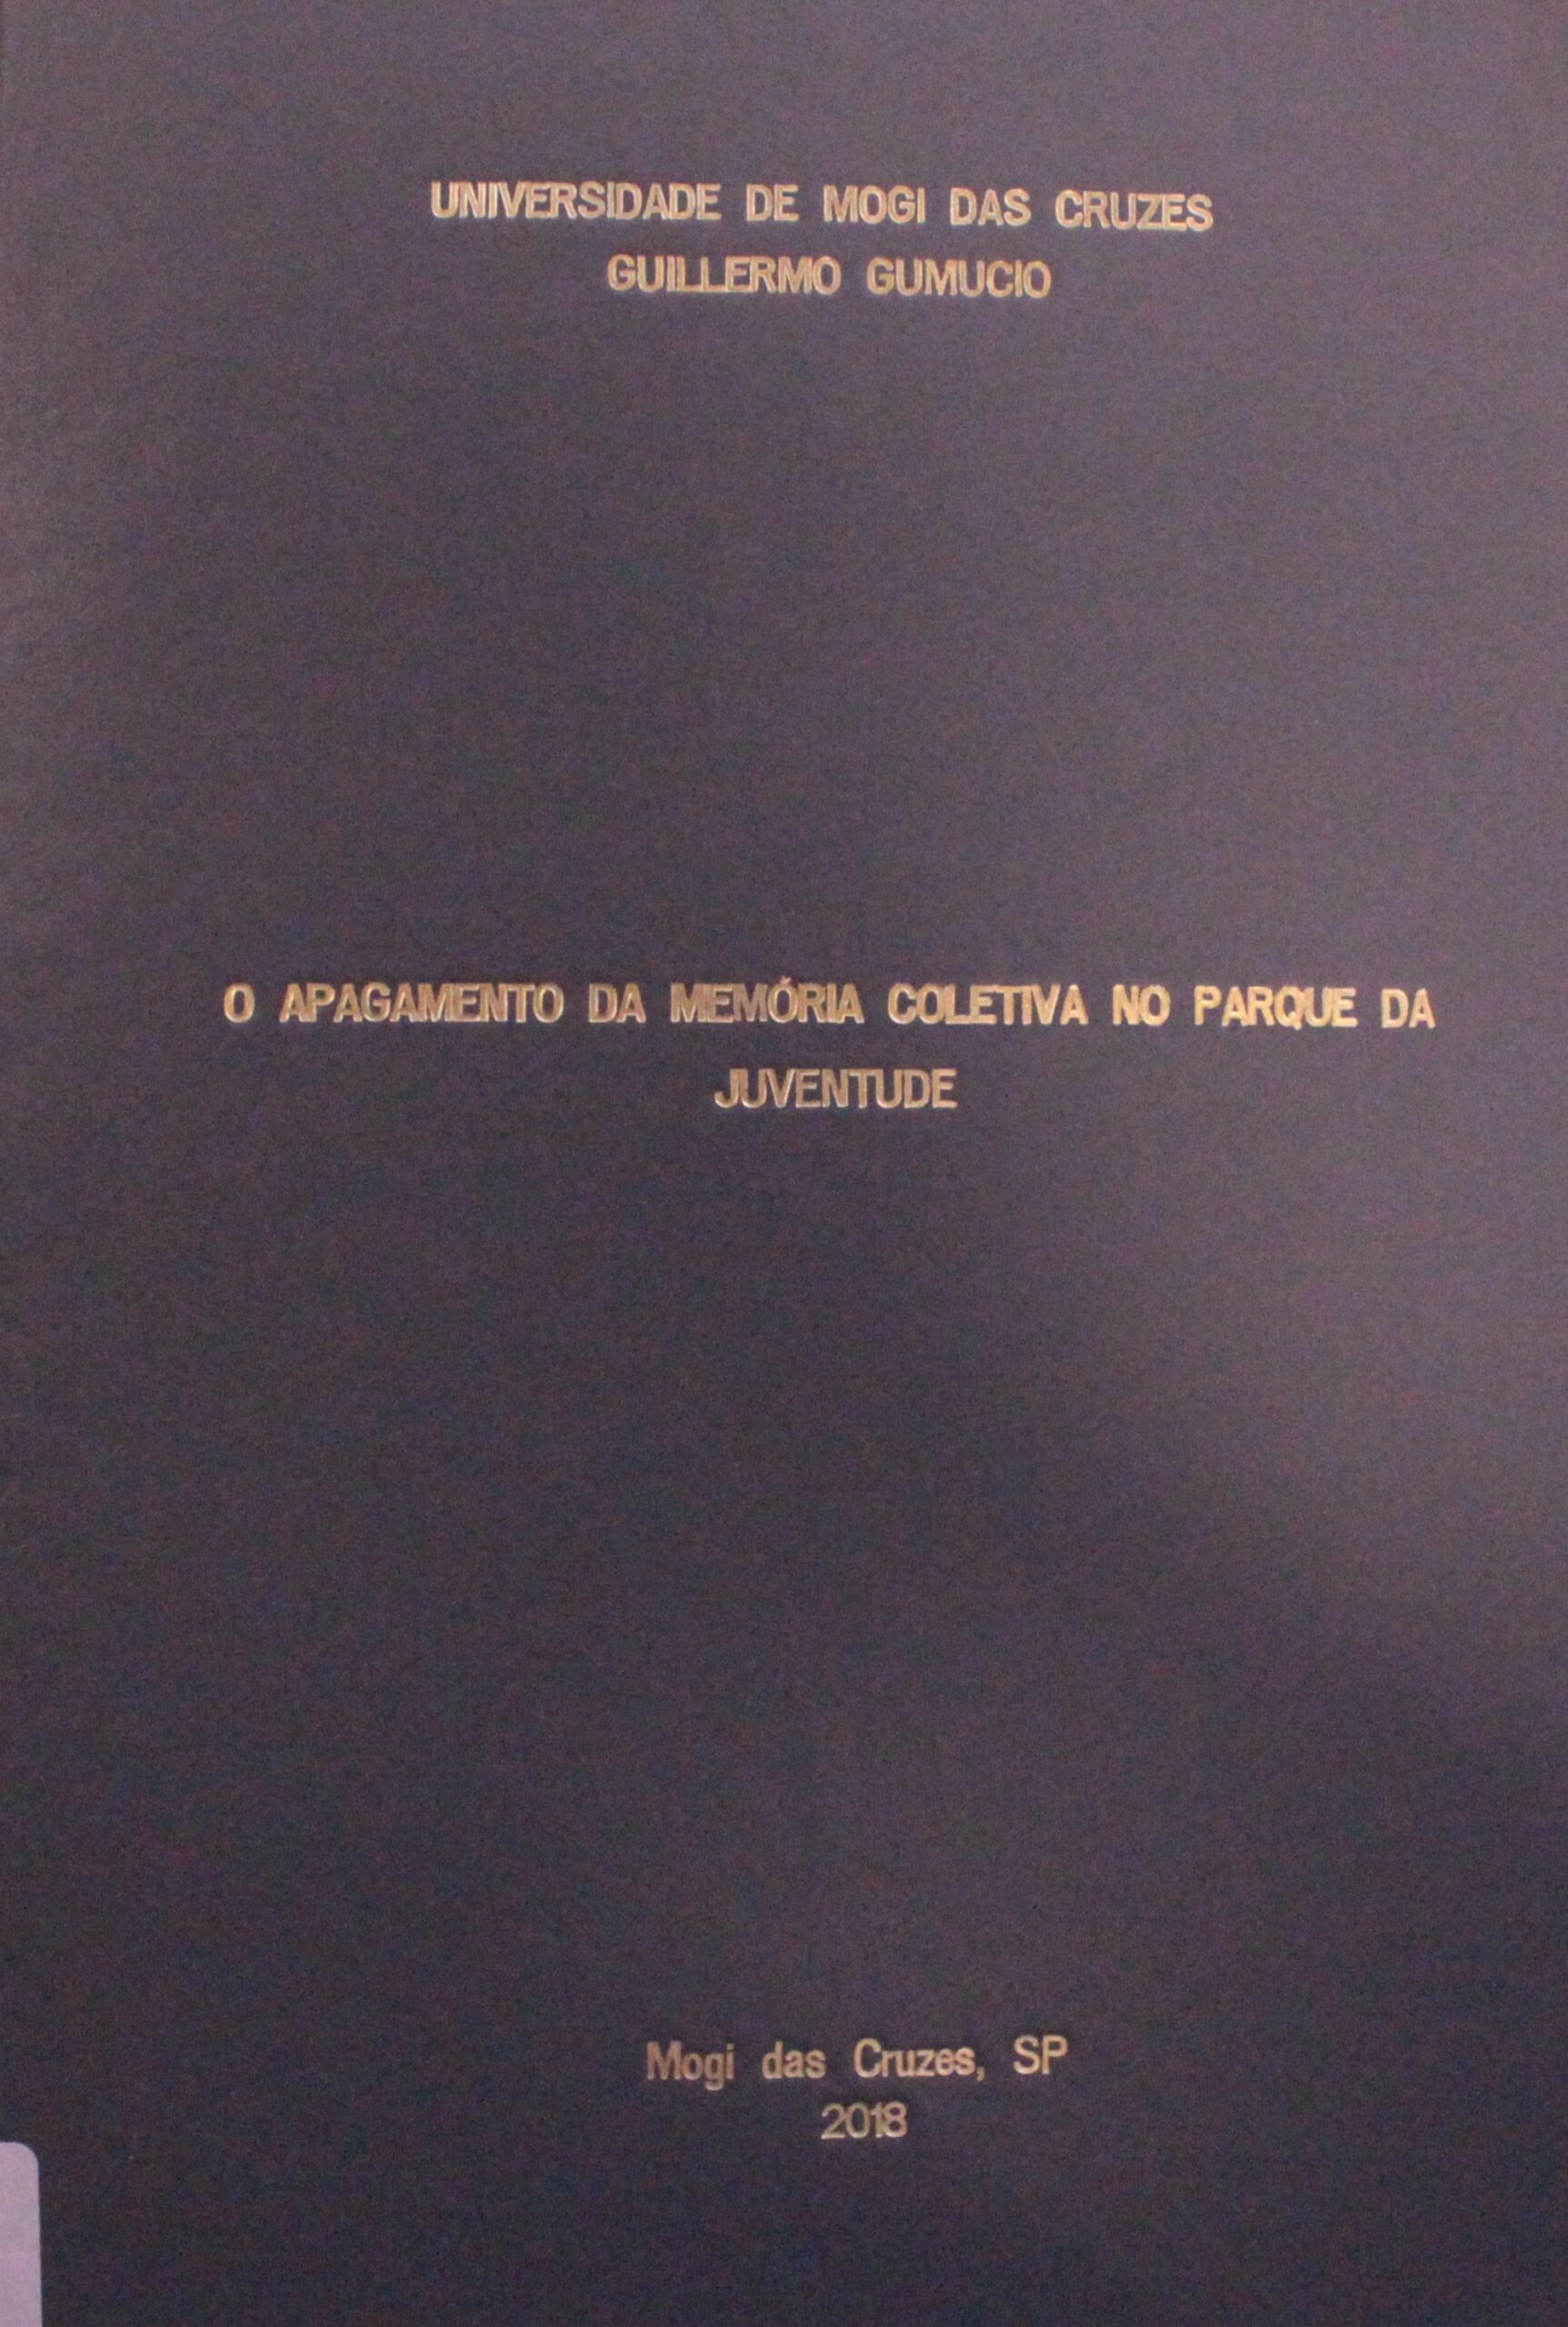 UNIVERSIDADE DE MOGI DAS CRUZES
GUILLERMO GUMUCIO
O APAGAMENTO DA MEMÓRIA COLETIVA NO PARQUE DA
JUVENTUDE
Mogi das Cruzes, SP
2018